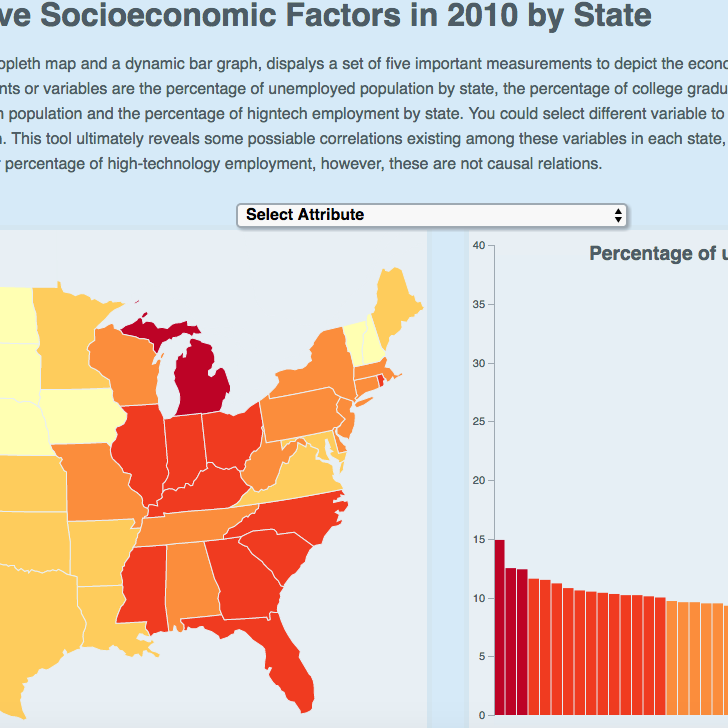 ve Socioeconomic Factors in 2010 by State
opleth map and a dynamic bar graph, dispalys a set of five important measurements to depict the econo
nts or variables are the percentage of unemployed population by state, the percentage of college gradu
n population and the percentage of higntech employment by state. You could select different variable to
n. This tool ultimately reveals some possiable correlations existing among these variables in each state,
r percentage of high-technology employment, however, these are not causal relations.
Select Attribute
Percentage of u
40
35
30
25
20
15
10
5
0